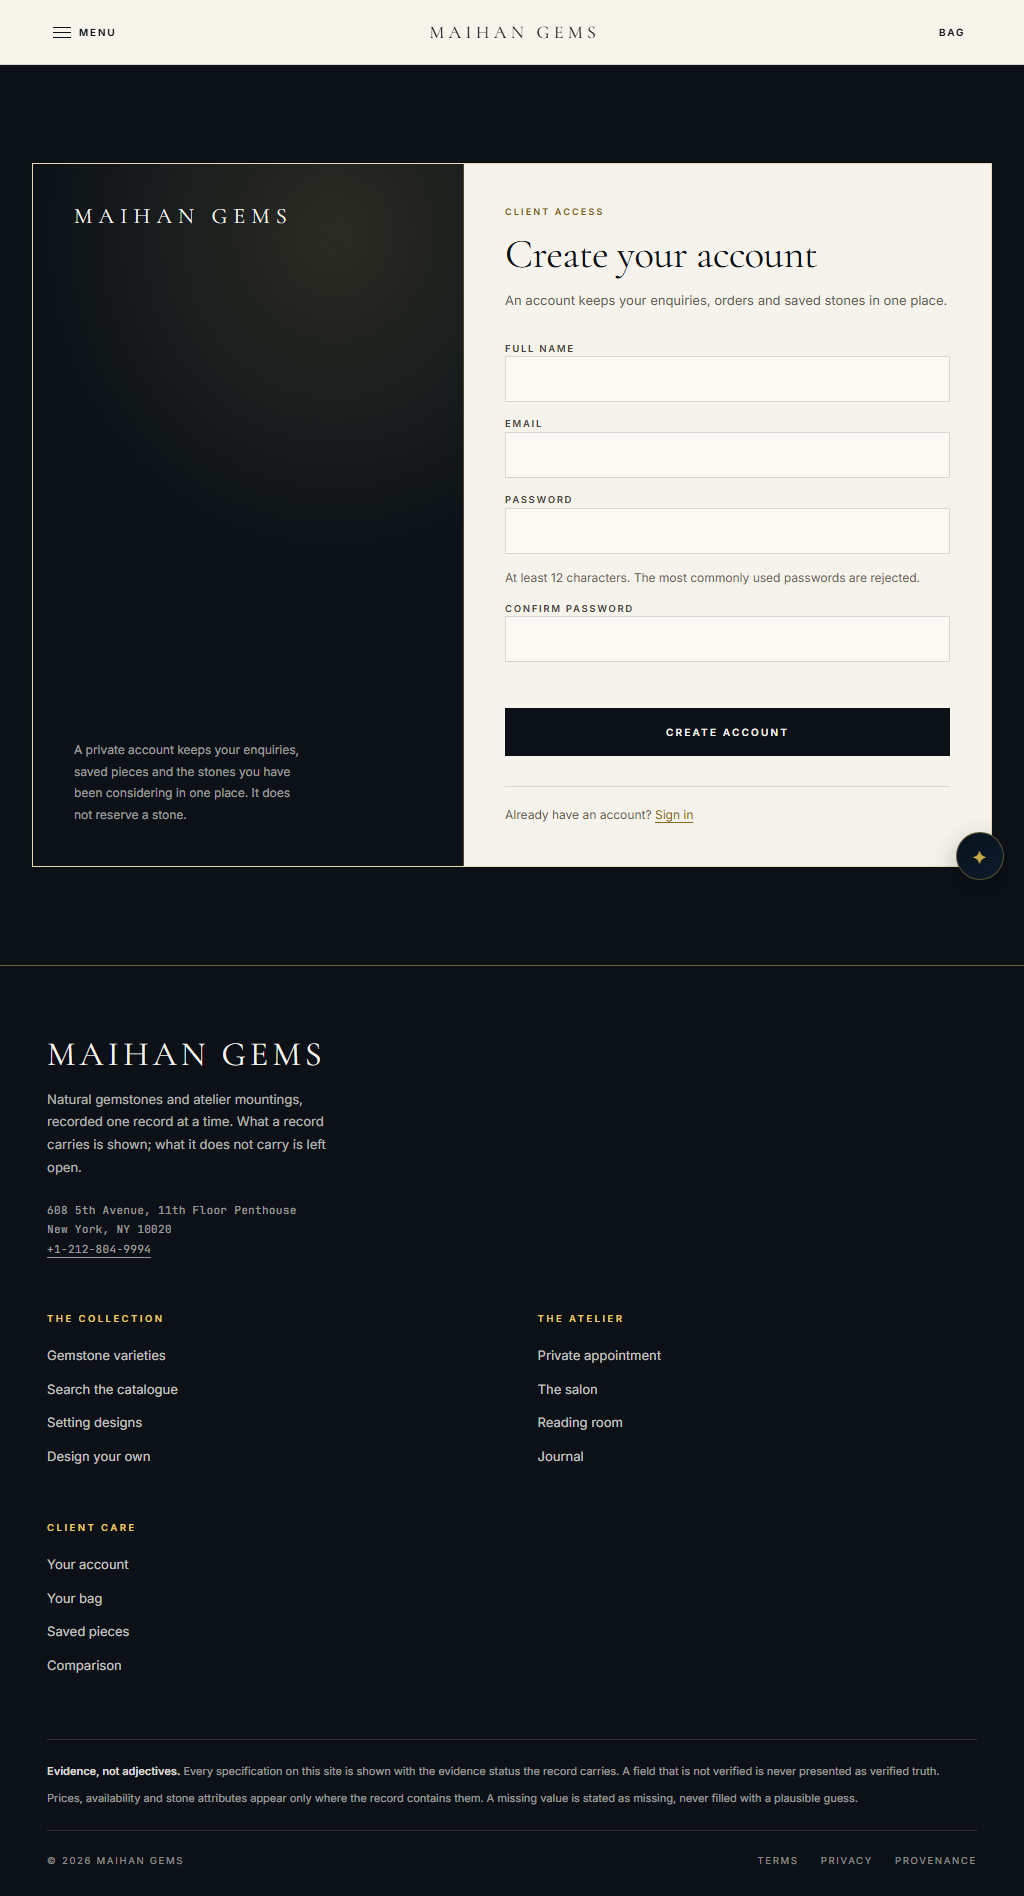 MENU
MAIHAN GEMS
BAG
MAIHAN GEMS
A private account keeps your enquiries,
saved pieces and the stones you have
been considering in one place. It does
not reserve a stone.
CLIENT ACCESS
Create your account
An account keeps your enquiries, orders and saved stones in one place.
FULL NAME
EMAIL
PASSWORD
At least 12 characters. The most commonly used passwords are rejected.
CONFIRM PASSWORD
CREATE ACCOUNT
Already have an account? Sign in
MAIHAN GEMS
Natural gemstones and atelier mountings,
recorded one record at a time. What a record
carries is shown; what it does not carry is left
open.
608 5th Avenue, 11th Floor Penthouse
New York, NY 10020
+1-212-804-9994
THE COLLECTION
Gemstone varieties
Search the catalogue
Setting designs
Design your own
THE ATELIER
Private appointment
The salon
Reading room
Journal
CLIENT CARE
Your account
Your bag
Saved pieces
Comparison
Evidence, not adjectives. Every specification on this site is shown with the evidence status the record carries. A field that is not verified is never presented as verified truth.
Prices, availability and stone attributes appear only where the record contains them. A missing value is stated as missing, never filled with a plausible guess.
© 2026 MAIHAN GEMS
TERMS PRIVACY PROVENANCE